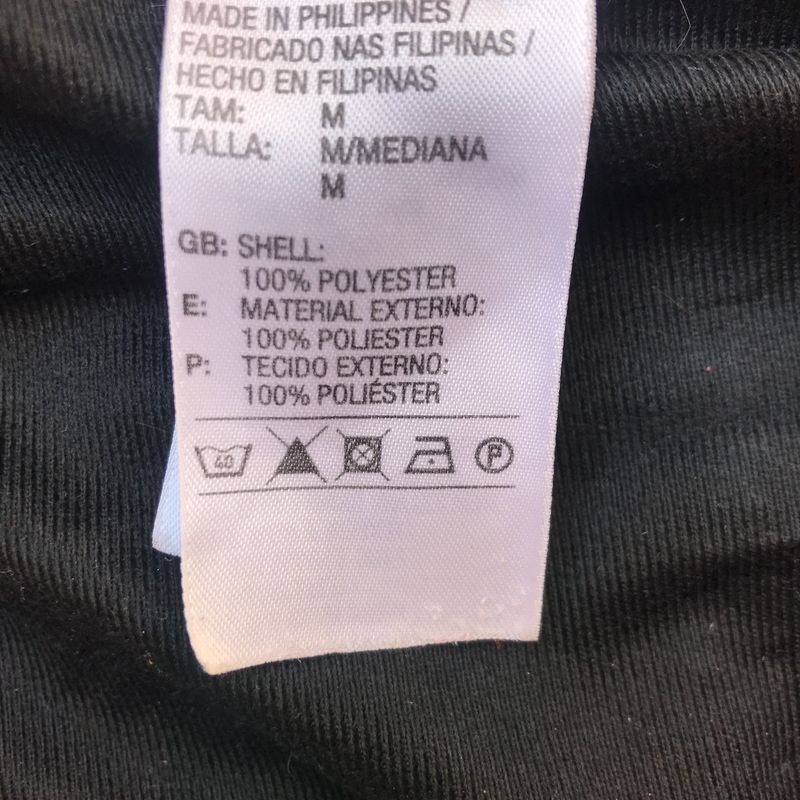 MADE IN PHILIPPINES /
FABRICADO NAS FILIPINAS /
HECHO EN FILIPINAS
TAM: M
TALLA: M/MEDIANA
M
GB: SHELL:
100% POLYESTER
E: MATERIAL EXTERNO:
100% POLIESTER
P: TECIDO EXTERNO:
100% POLIÉSTER
40 P